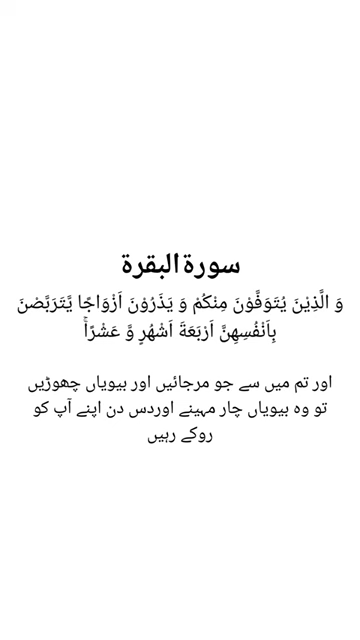 سورة البقرة
وَ الَّذِیْنَ یُتَوَفَّوْنَ مِنْكُمْ وَ یَذَرُوْنَ اَزْوَاجًا یَّتَرَبَّصْنَ
بِاَنْفُسِهِنَّ اَرْبَعَةَ اَشْهُرٍ وَّ عَشْرًاۚ
اور تم میں سے جو مرجائیں اور بیویاں چھوڑیں
تو وہ بیویاں چار مہینے اوردس دن اپنے آپ کو
روکے رہیں